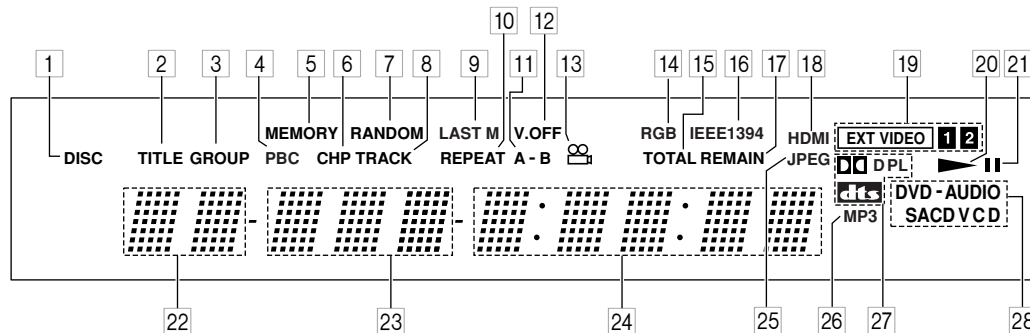 10 12
1 2 3 4 5 6 7 8 9 11 13 14 15 16 17 18 19 20 21
MEMORY RANDOM LAST M V.OFF RGB IEEE1394 HDMI EXT VIDEO 1 2
DISC TITLE GROUP PBC CHP TRACK REPEAT A - B TOTAL REMAIN JPEG D PL
dts DVD - AUDIO
MP3 SACD V C D
22 23 24 25 26 27 28